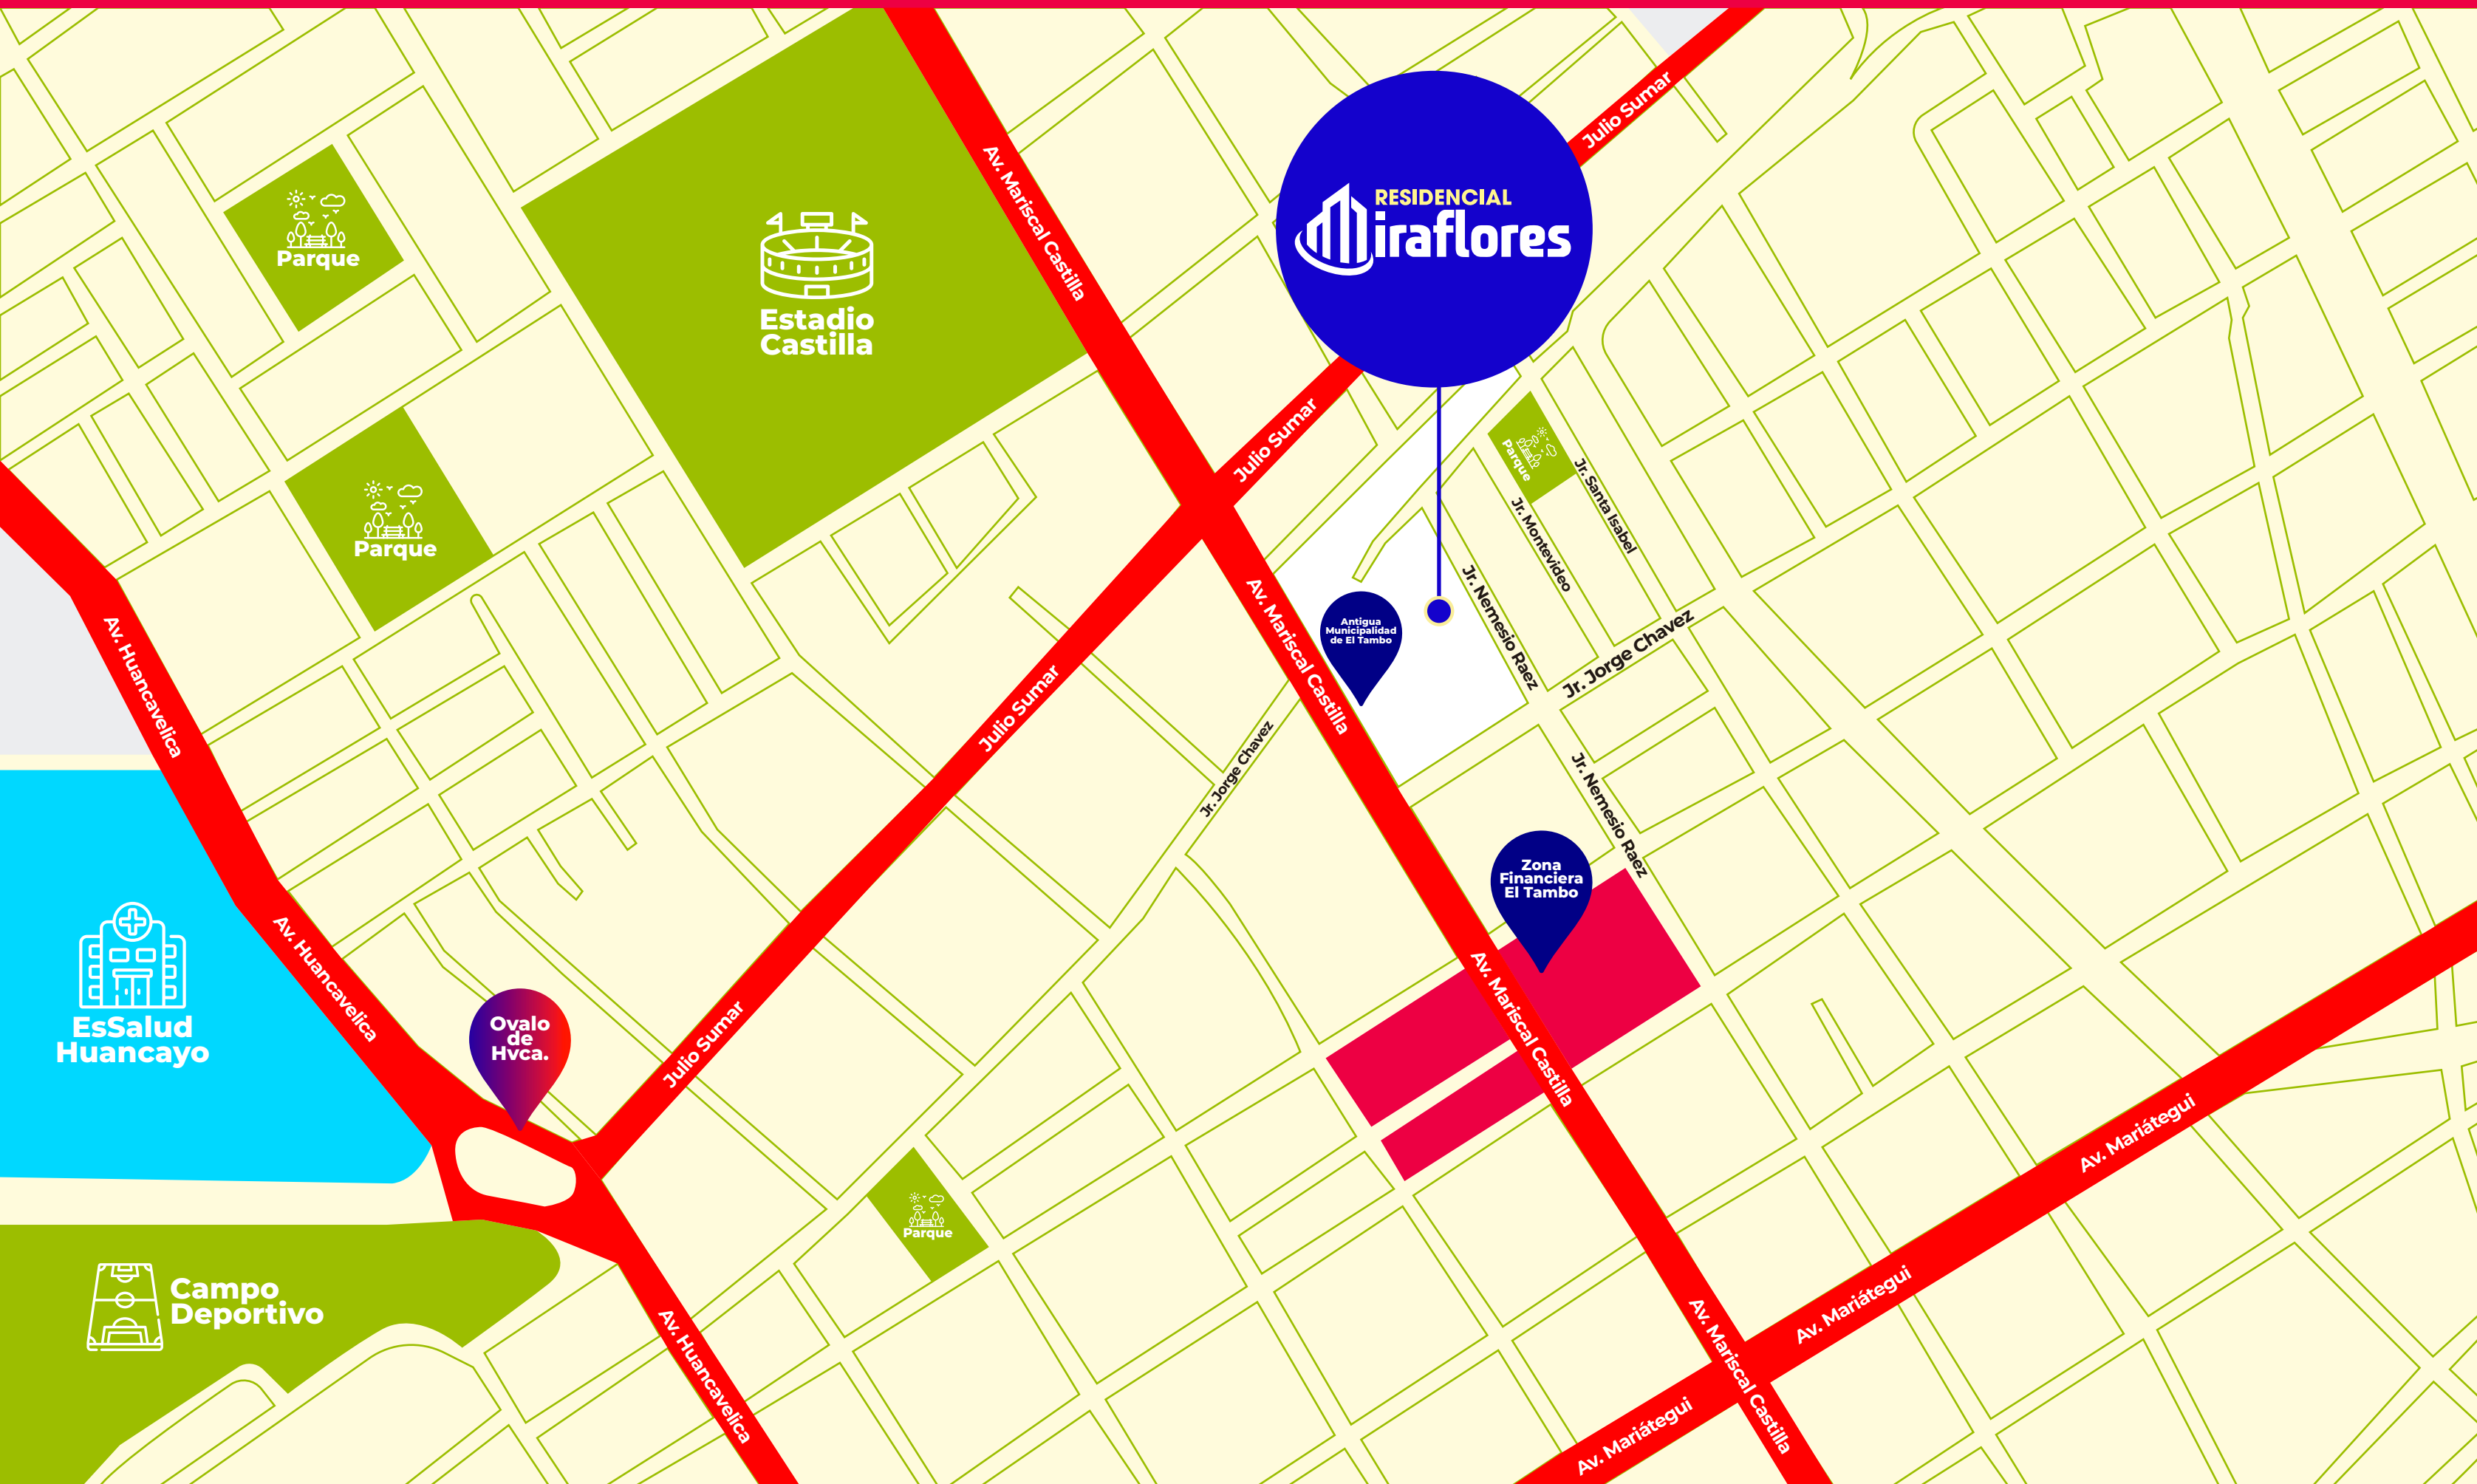 Julio Sumar
Av. Mariscal Castilla
RESIDENCIAL
iraflores
Parque
Estadio
Castilla
Julio Sumar
Parque
Jr. Santa Isabel
Parque
Jr. Montevideo
Jr. Nemesio Raez
Av. Mariscal Castilla
Antigua
Municipalidad
de El Tambo
Jr. Jorge Chavez
Av. Huancavelica
Julio Sumar
Jr. Jorge Chavez
Jr. Nemesio Raez
Zona
Financiera
El Tambo
Av. Huancavelica
EsSalud
Huancayo
Ovalo
de
Hvca.
Julio Sumar
Av. Mariscal Castilla
Av. Mariátegui
Parque
Campo
Deportivo
Av. Huancavelica
Av. Mariátegui
Av. Mariscal Castilla
Av. Mariátegui